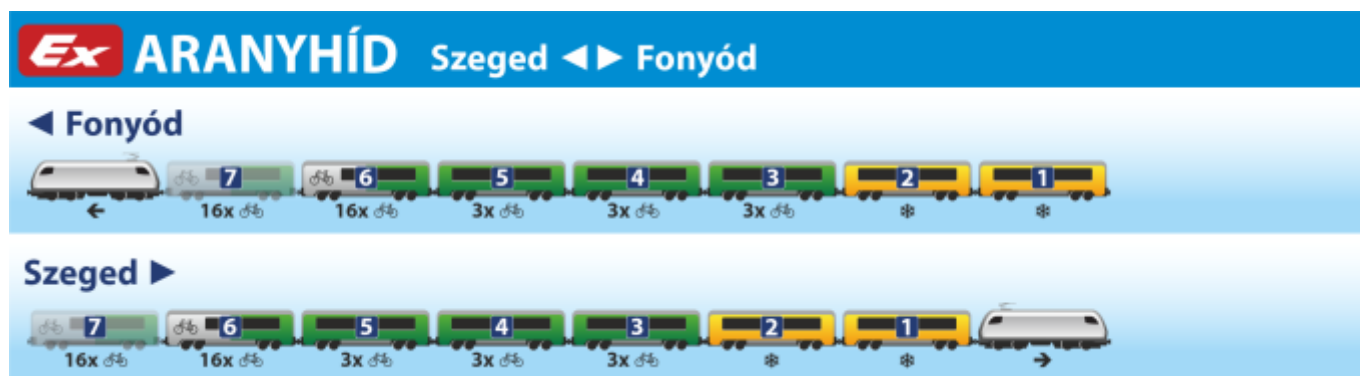 Ex ARANYHÍD Szeged ◄► Fonyód
◄ Fonyód
7 6 5 4 3 2 1
← 16x 16x 3x 3x 3x ❄ ❄
Szeged ►
7 6 5 4 3 2 1
16x 16x 3x 3x 3x ❄ ❄ →